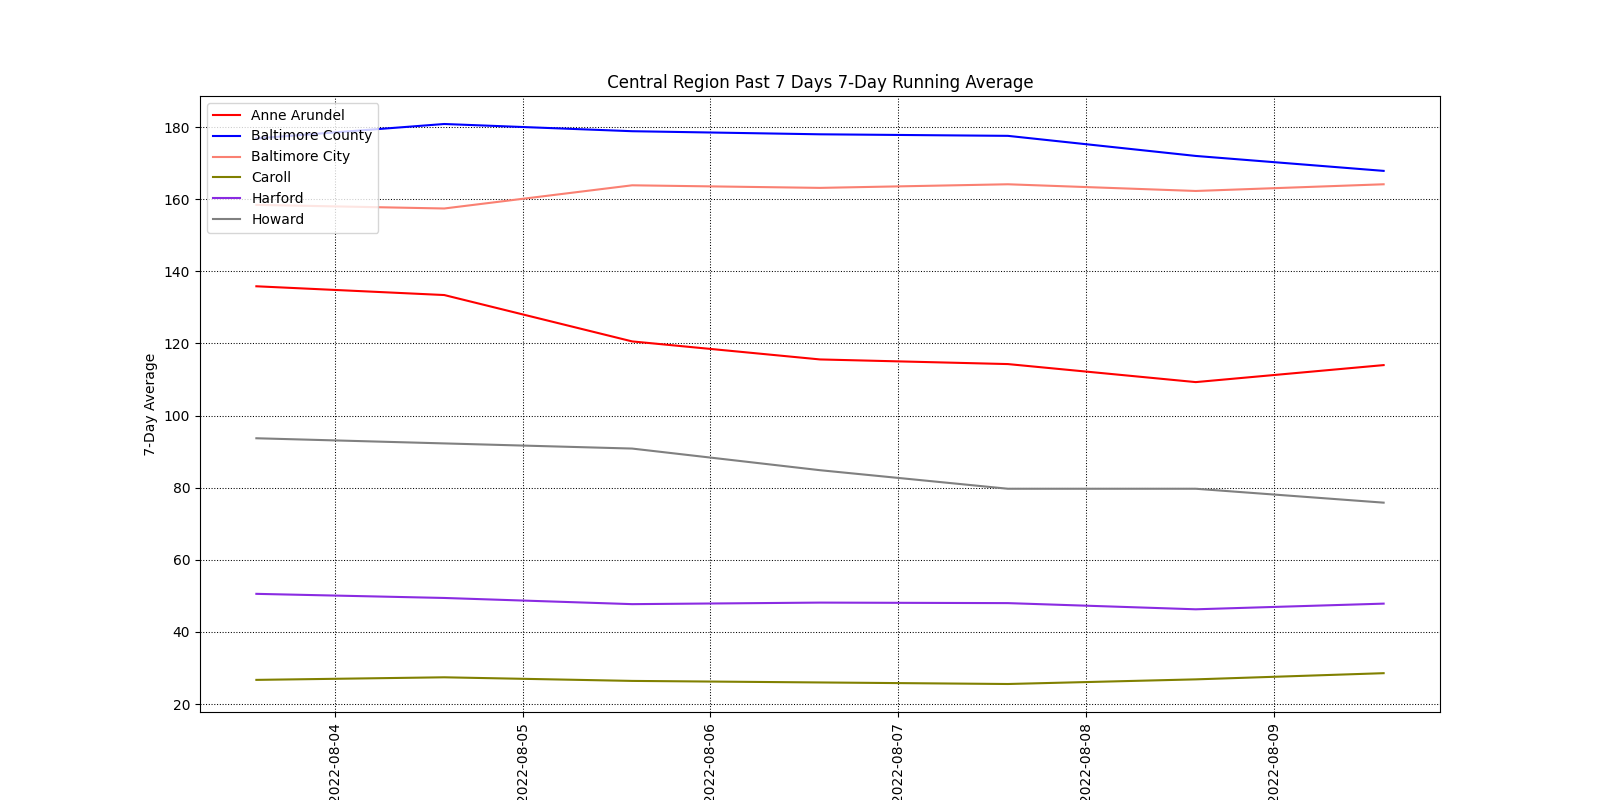 Central Region Past 7 Days 7-Day Running Average
Anne Arundel
Baltimore County
Baltimore City
Caroll
Harford
Howard
180
160
140
120
100
80
60
40
20
7-Day Average
2022-08-04
2022-08-05
2022-08-06
2022-08-07
2022-08-08
2022-08-09